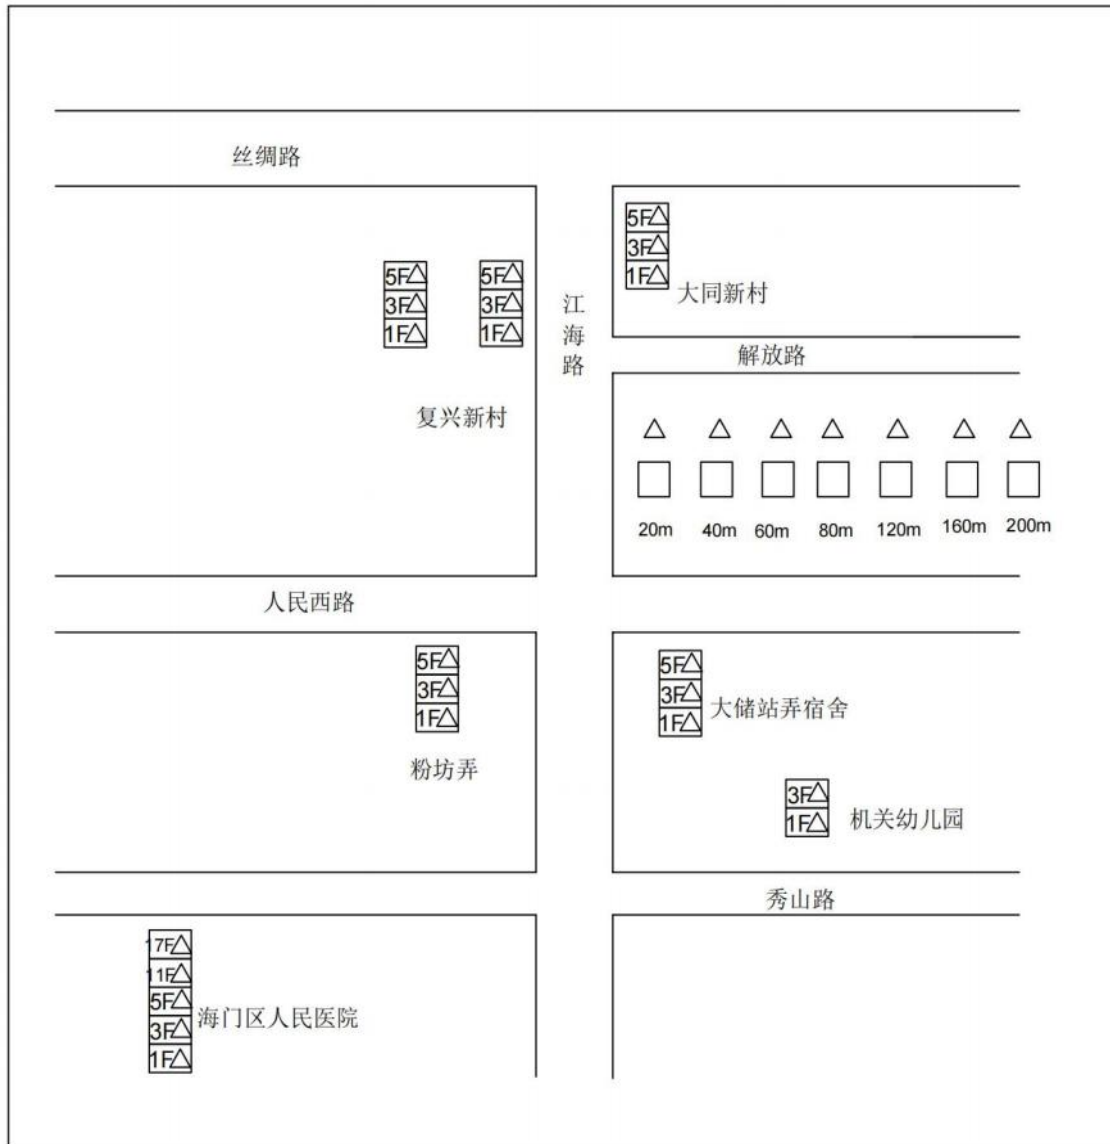 丝绸路
5F
3F
1F
大同新村
5F
3F
1F
5F
3F
1F
江海路
解放路
复兴新村
20m 40m 60m 80m 120m 160m 200m
人民西路
5F
3F
1F
粉坊弄
5F
3F
1F
大储站弄宿舍
3F
1F
机关幼儿园
秀山路
17F
11F
5F
3F
1F
海门区人民医院